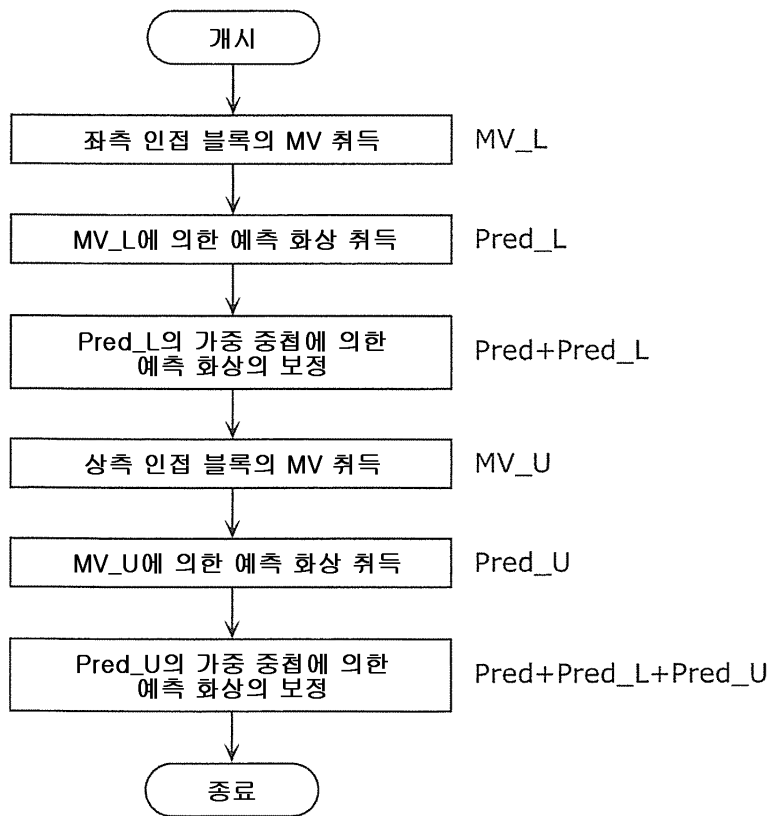 개시
좌측 인접 블록의 MV 취득
MV_L
MV_L에 의한 예측 화상 취득
Pred_L
Pred_L의 가중 중첩에 의한
예측 화상의 보정
Pred+Pred_L
상측 인접 블록의 MV 취득
MV_U
MV_U에 의한 예측 화상 취득
Pred_U
Pred_U의 가중 중첩에 의한
예측 화상의 보정
Pred+Pred_L+Pred_U
종료